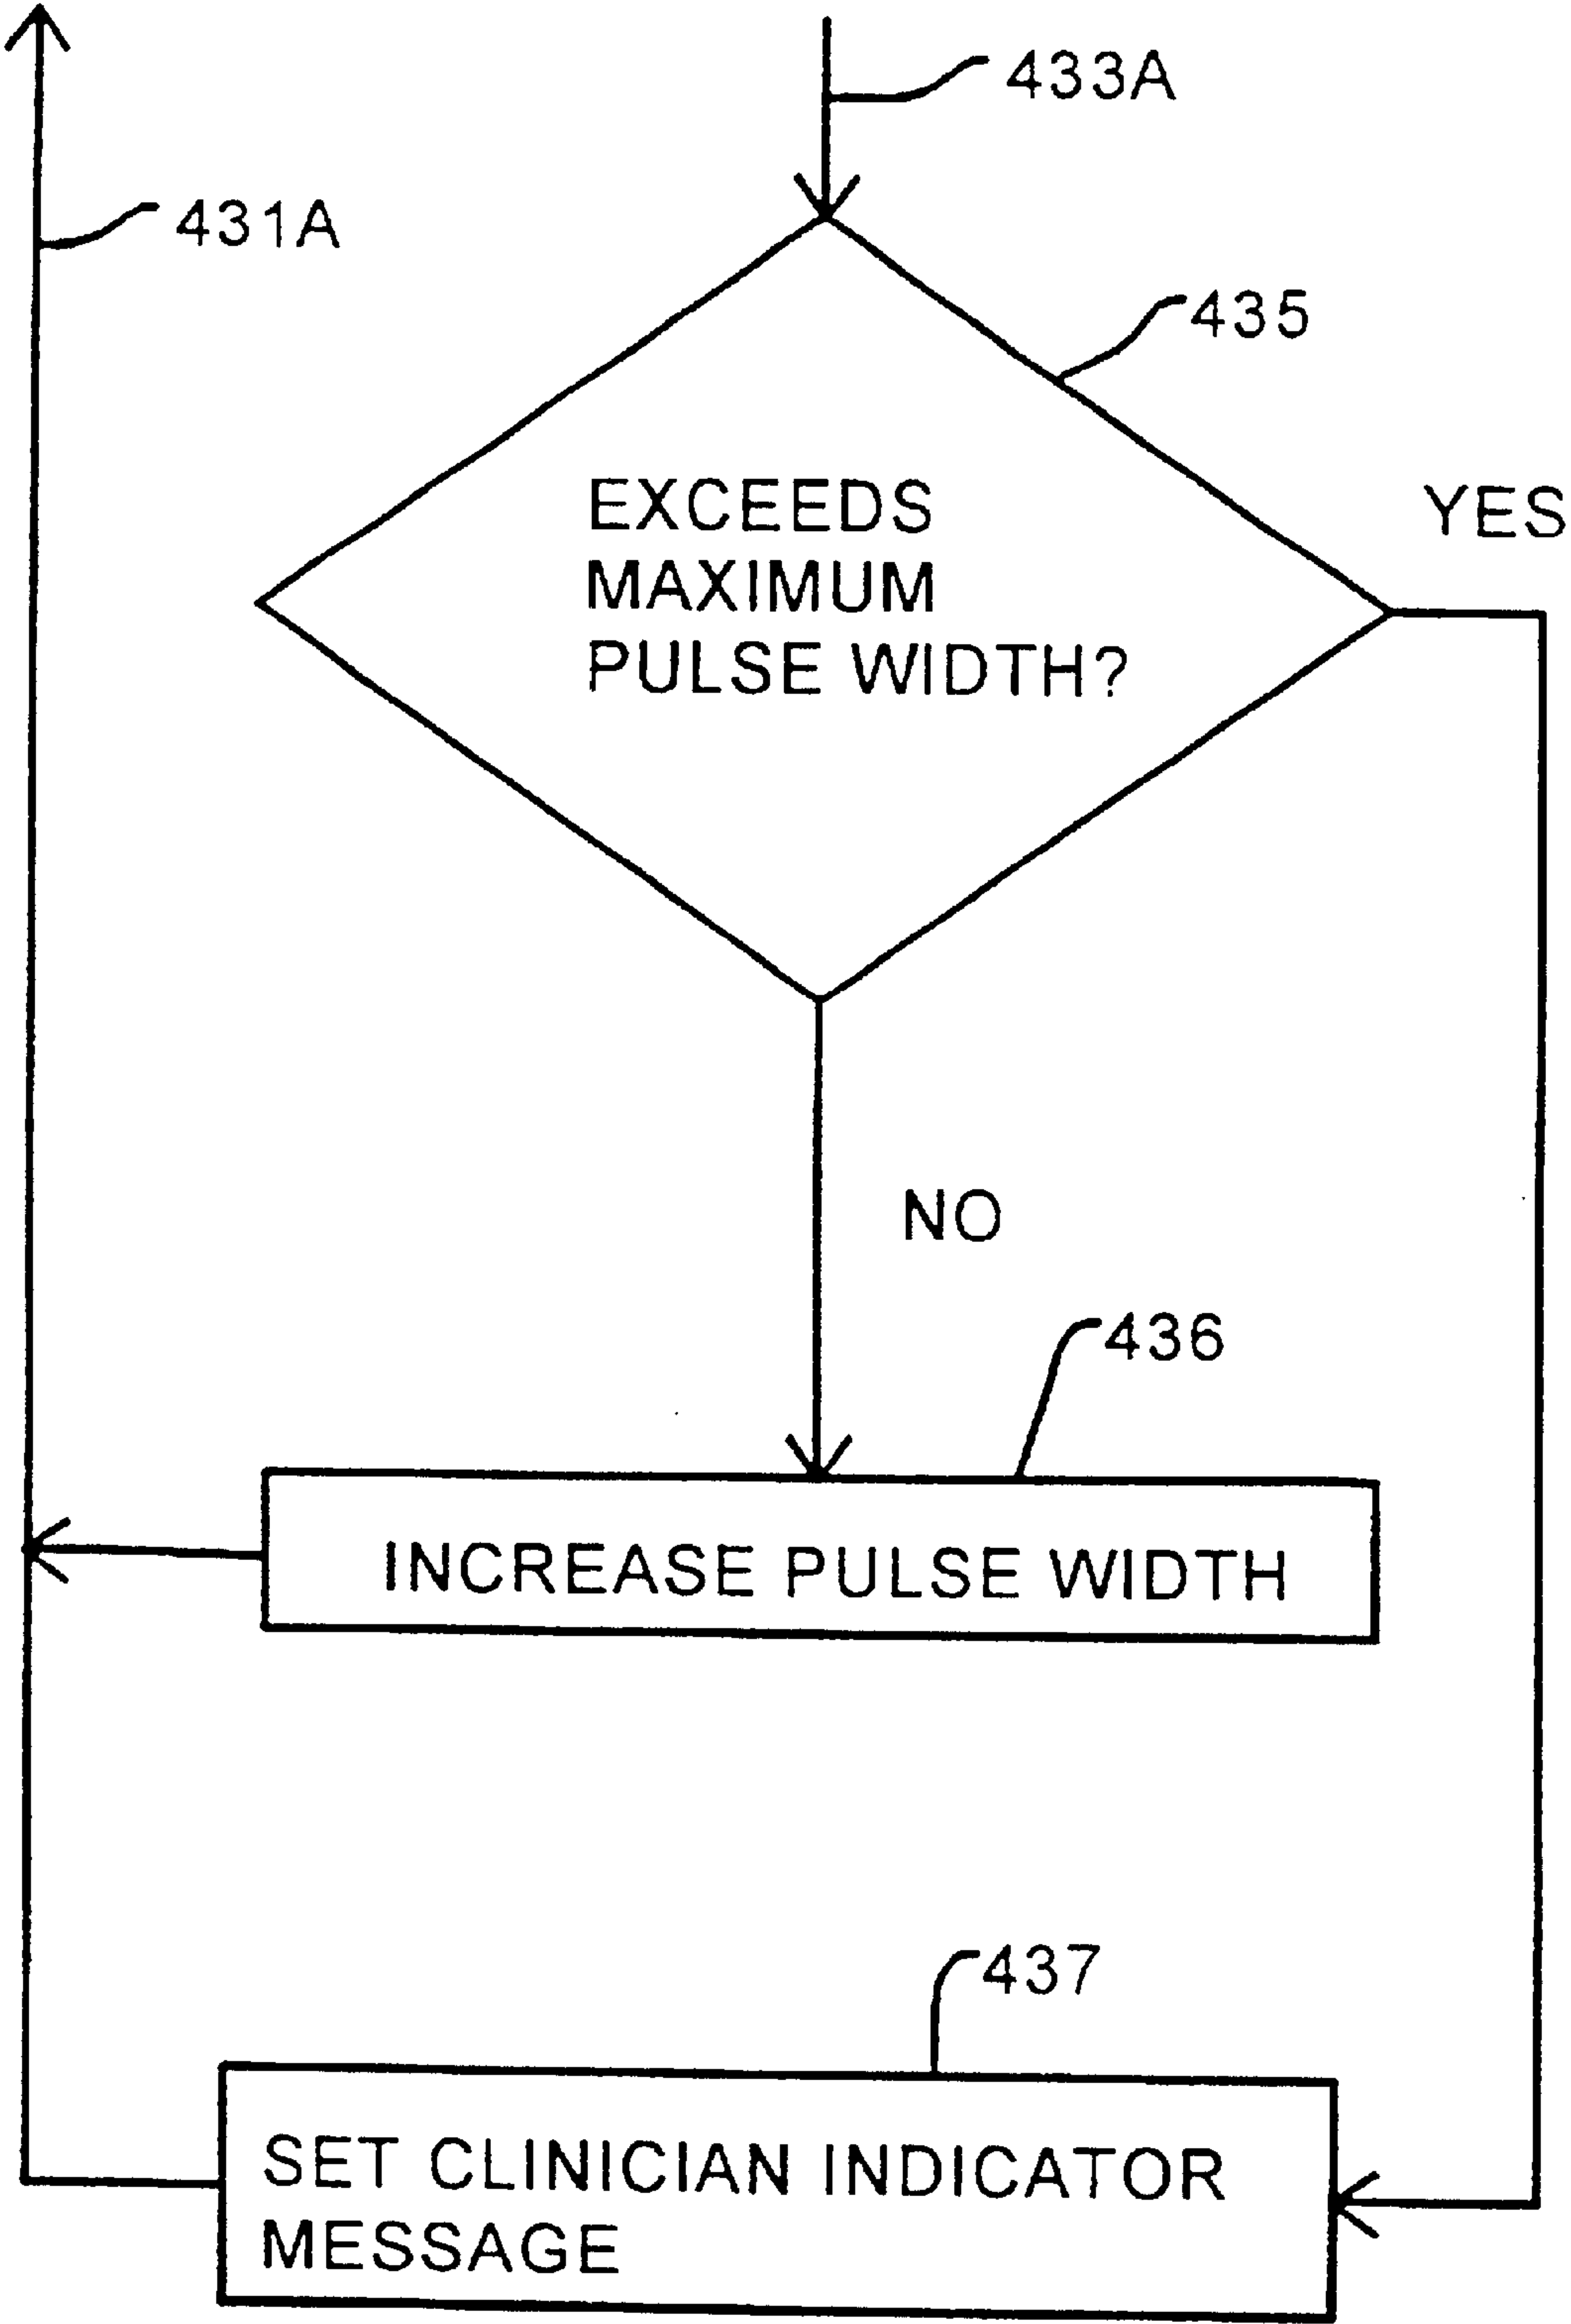 433A
431A
435
EXCEEDS
MAXIMUM
PULSE WIDTH?
YES
NO
436
INCREASE PULSE WIDTH
437
SET CLINICIAN INDICATOR
MESSAGE